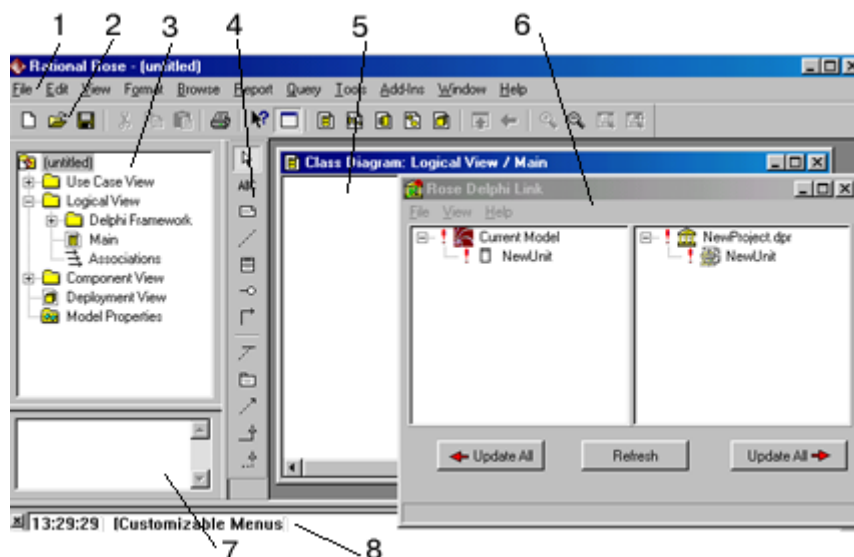 1 2 3 4 5 6
Rational Rose - (untitled)
File Edit View Format Browse Report Query Tools Add-Ins Window Help
(untitled)
Use Case View
Logical View
Delphi Framework
Main
Associations
Component View
Deployment View
Model Properties
ABC
Class Diagram: Logical View / Main
Rose Delphi Link
File View Help
Current Model
NewUnit
NewProject.dpr
NewUnit
Update All
Refresh
Update All
13:29:29 [Customizable Menus
7 8